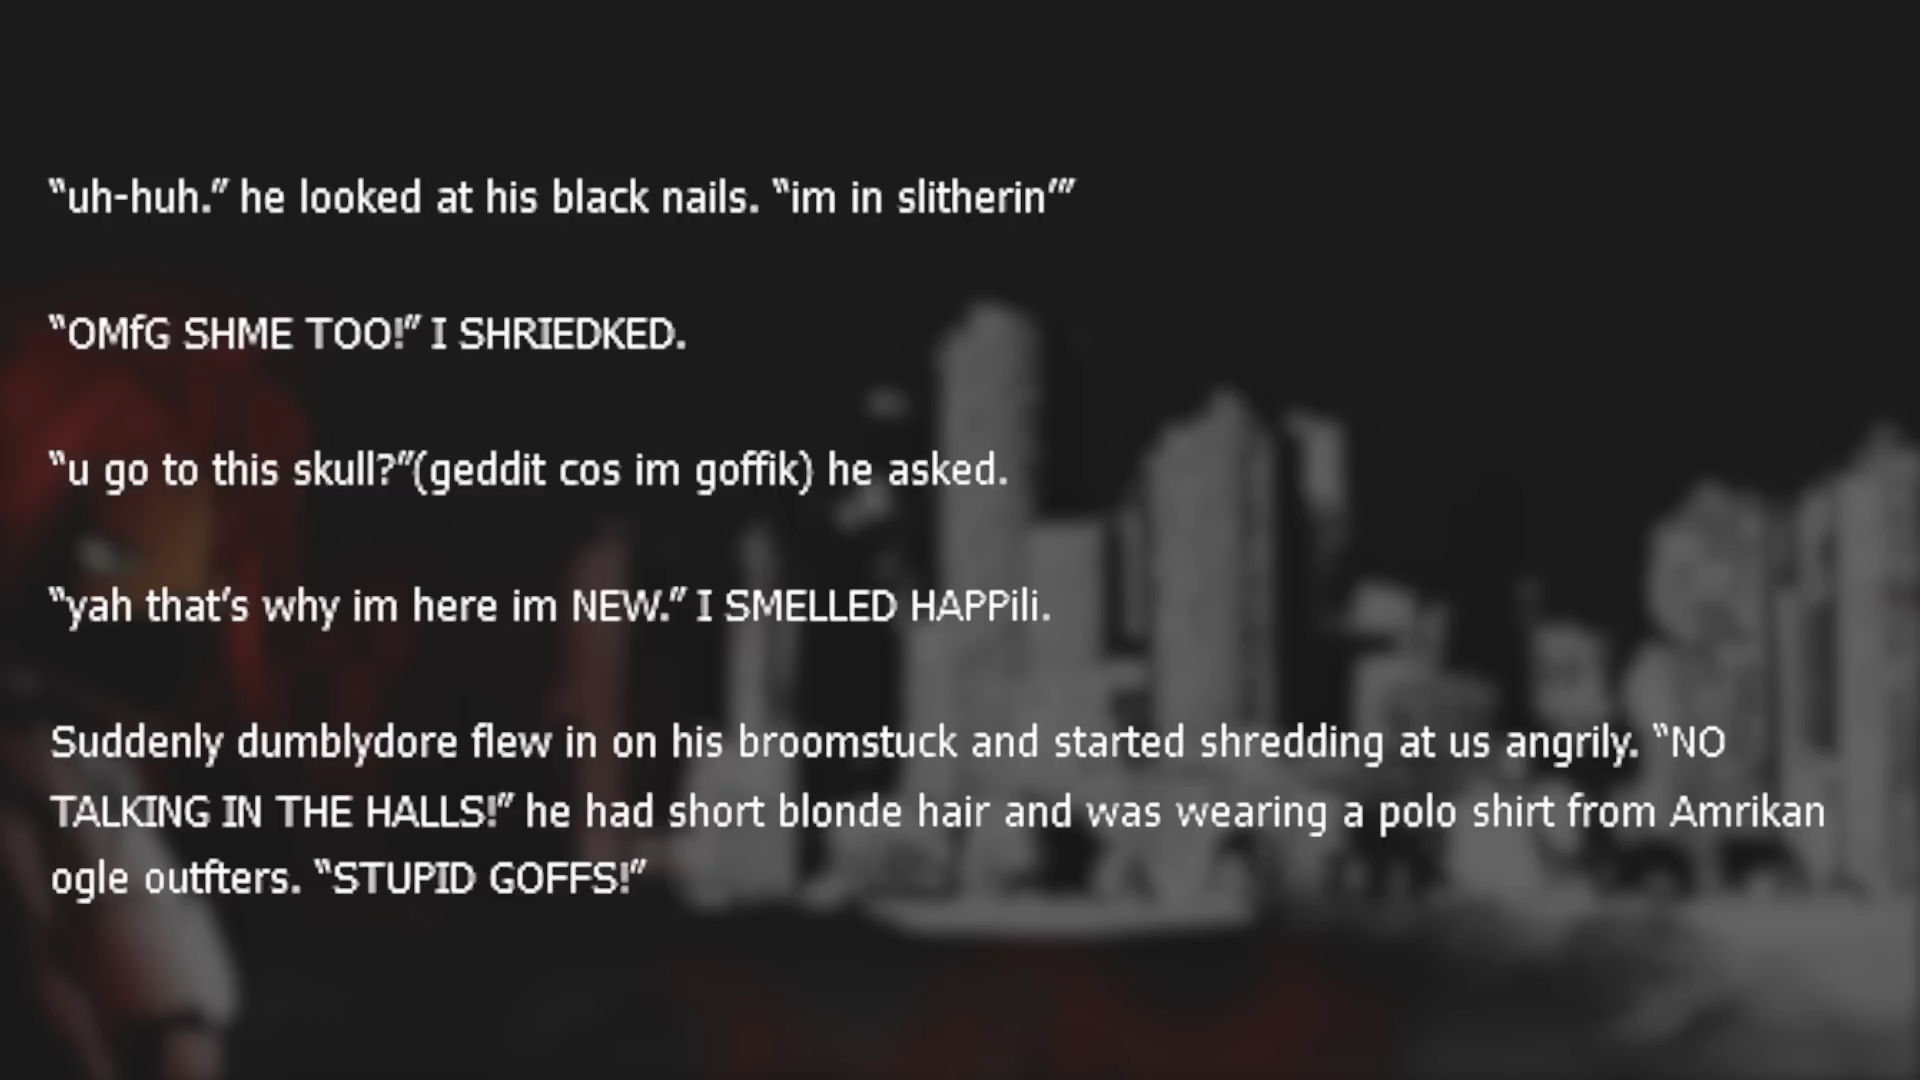 “uh-huh.” he looked at his black nails. “im in slitherin’”
“OMfG SHME TOO!” I SHRIEDKED.
“u go to this skull?”(geddit cos im goffik) he asked.
“yah that’s why im here im NEW.” I SMELLED HAPPili.
Suddenly dumblydore flew in on his broomstuck and started shredding at us angrily. “NO
TALKING IN THE HALLS!” he had short blonde hair and was wearing a polo shirt from Amrikan
ogle outfters. “STUPID GOFFS!”